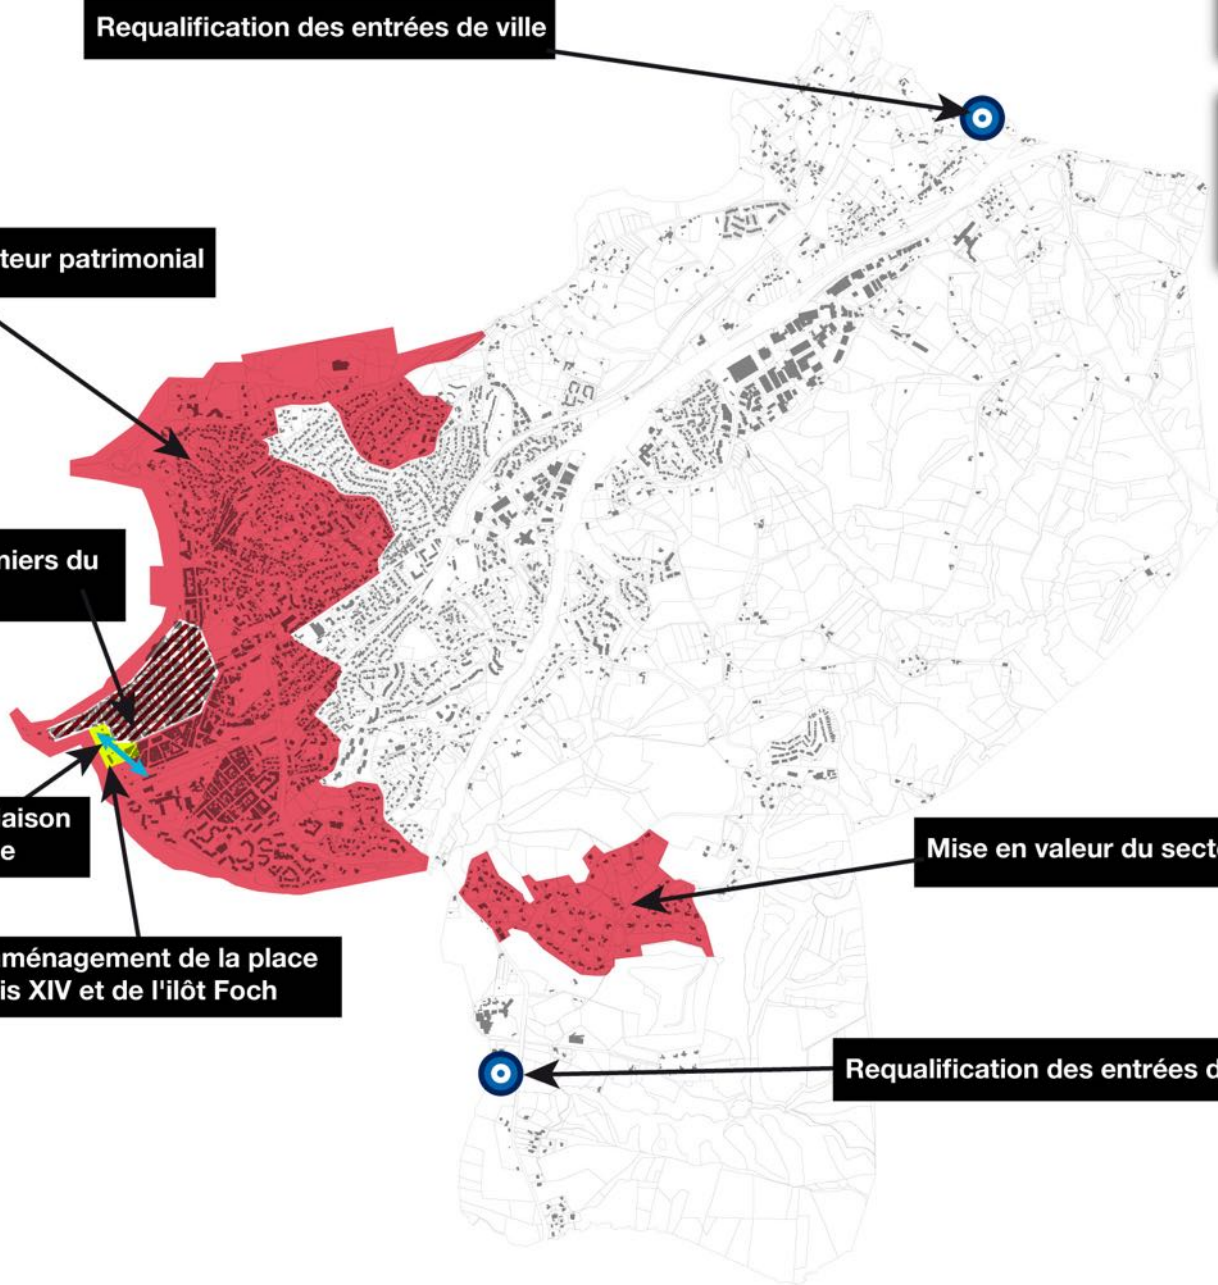 Requalification des entrées de ville
teur patrimonial
niers du
aison
e
Mise en valeur du secte
ménagement de la place
is XIV et de l'ilôt Foch
Requalification des entrées d